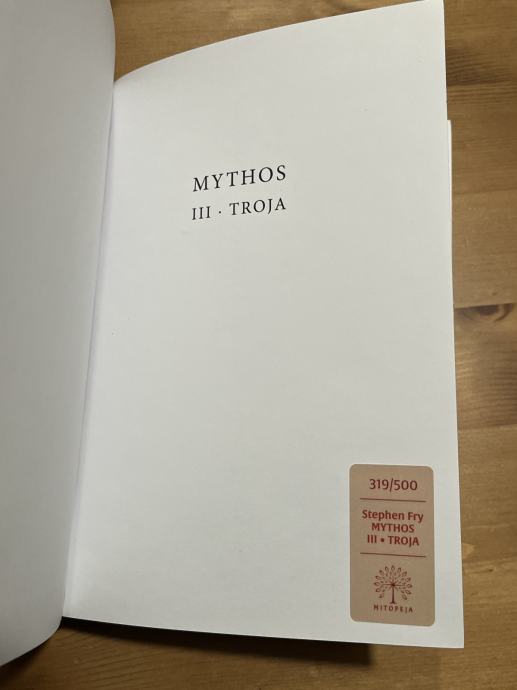 MYTHOS
III · TROJA
319/500
Stephen Fry
MYTHOS
III • TROJA
MITOPEJA